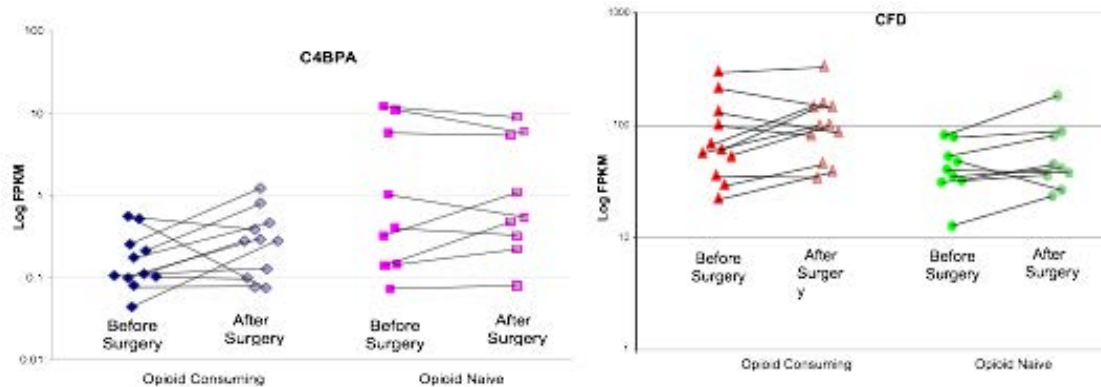 100
C4BPA
10
1
0.1
0.01
Log FPKM
Before
Surgery
After
Surgery
Before
Surgery
After
Surgery
Opioid Consuming
Opioid Naive
1000
CFD
100
10
1
Log FPKM
Before
Surgery
After
Surger
y
Before
Surgery
After
Surgery
Opioid Consuming
Opioid Naive